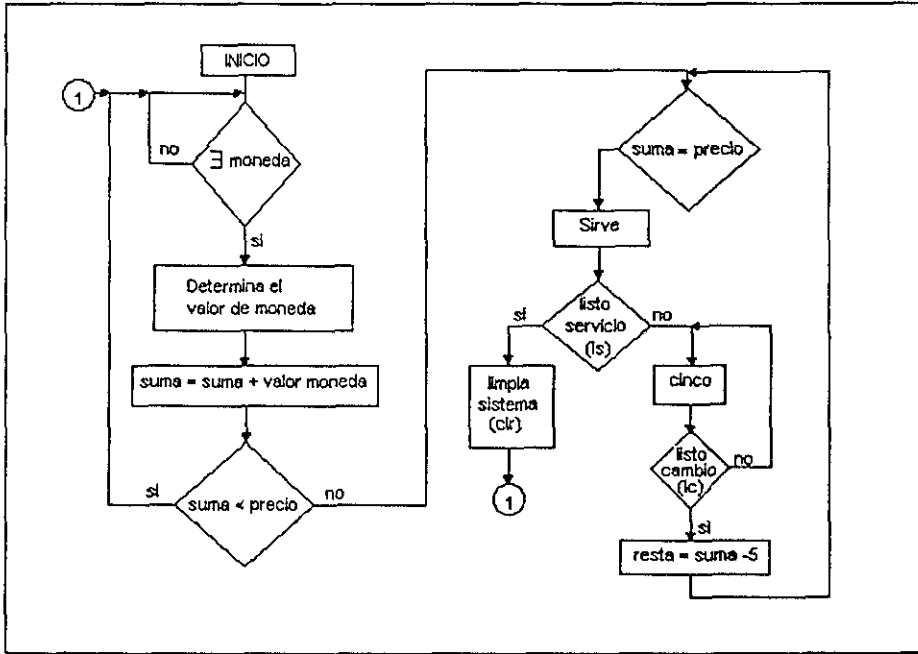 INICIO
1
no
∃ moneda
si
Determina el
valor de moneda
suma = suma + valor moneda
si
suma < precio
no
suma = precio
Sirve
si
listo
servicio
(ls)
no
limpia
sistema
(clr)
1
cinco
listo
cambio
(lc)
no
si
resta = suma -5